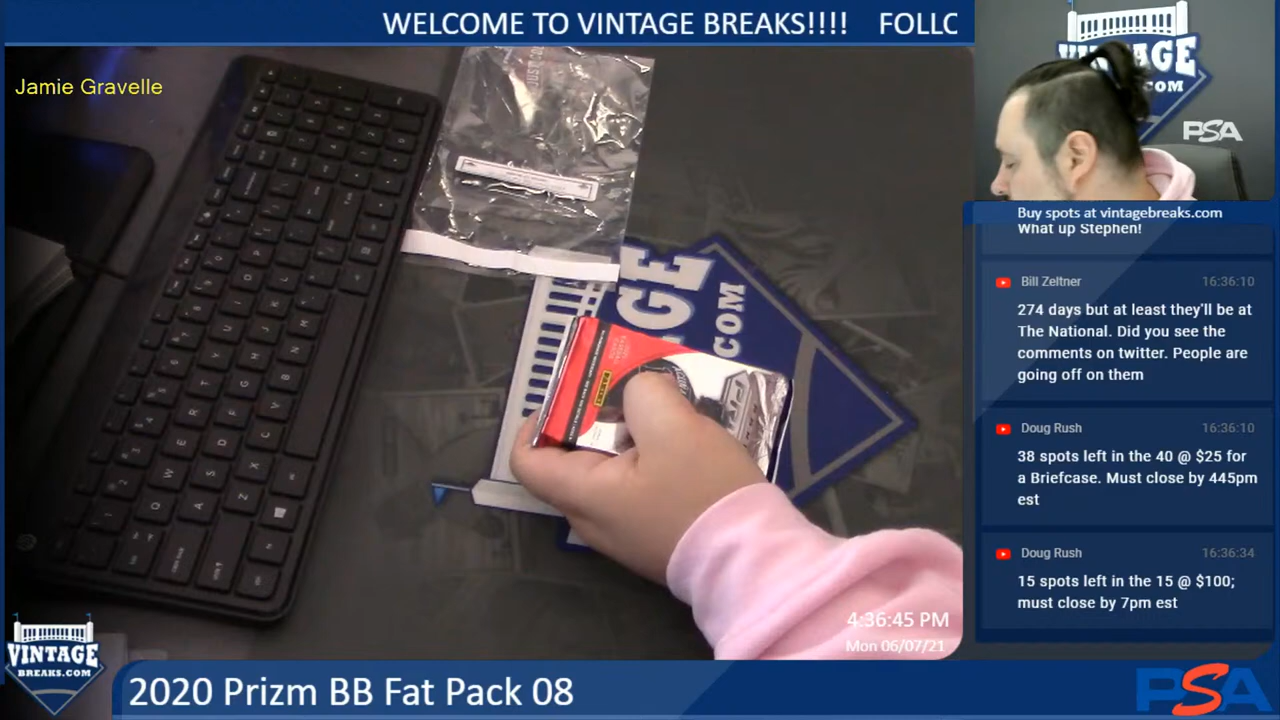 WELCOME TO VINTAGE BREAKS!!!! FOLLC
Jamie Gravelle
VINTAGE
.COM
PSA
Buy spots at vintagebreaks.com
What up Stephen!
Bill Zeltner 16:36:10
274 days but at least they'll be at
The National. Did you see the
comments on twitter. People are
going off on them
Doug Rush 16:36:10
38 spots left in the 40 @ $25 for
a Briefcase. Must close by 445pm
est
Doug Rush 16:36:34
15 spots left in the 15 @ $100;
must close by 7pm est
AGE
.COM
PANINI
PRIZM
4:36:45 PM
Mon 06/07/21
VINTAGE
BREAKS.COM
2020 Prizm BB Fat Pack 08
PSA